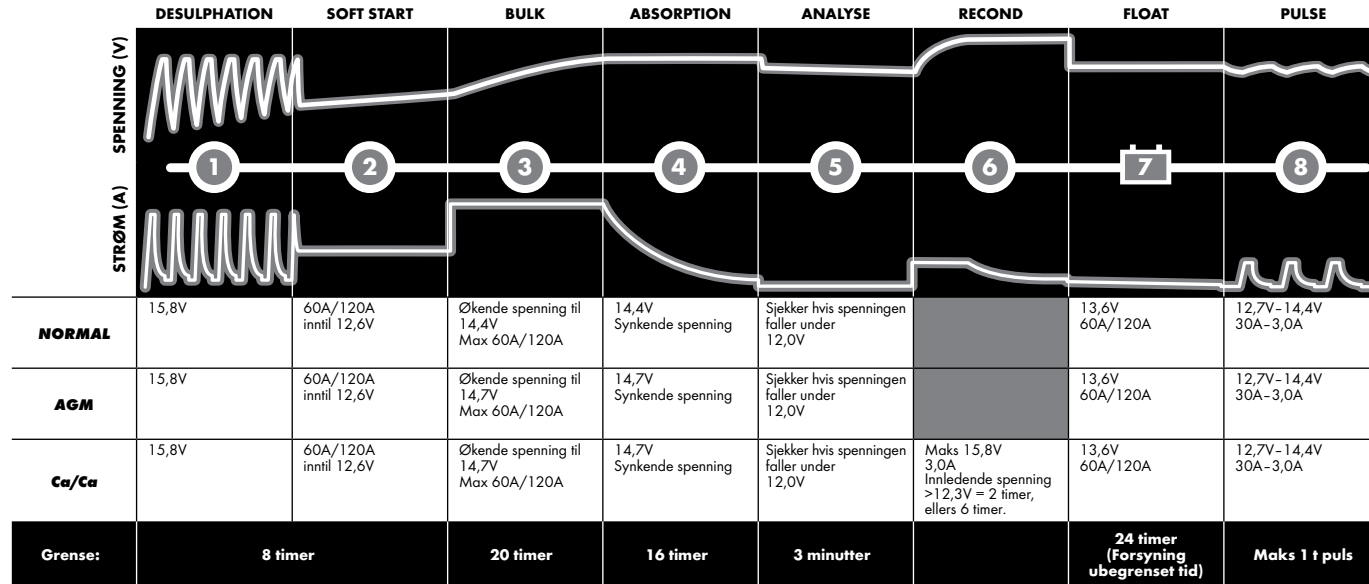 DESULPHATION SOFT START BULK ABSORPTION ANALYSE RECOND FLOAT PULSE
SPENNING (V)
1 2 3 4 5 6 7 8
STRØM (A)
NORMAL
15,8V
60A/120A
inntil 12,6V
Økende spenning til
14,4V
Max 60A/120A
14,4V
Synkende spenning
Sjekker hvis spenningen
faller under
12,0V
13,6V
60A/120A
12,7V–14,4V
30A–3,0A
AGM
15,8V
60A/120A
inntil 12,6V
Økende spenning til
14,7V
Max 60A/120A
14,7V
Synkende spenning
Sjekker hvis spenningen
faller under
12,0V
13,6V
60A/120A
12,7V–14,4V
30A–3,0A
Ca/Ca
15,8V
60A/120A
inntil 12,6V
Økende spenning til
14,7V
Max 60A/120A
14,7V
Synkende spenning
Sjekker hvis spenningen
faller under
12,0V
Maks 15,8V
3,0A
Innledende spenning
>12,3V = 2 timer,
ellers 6 timer.
13,6V
60A/120A
12,7V–14,4V
30A–3,0A
Grense:
8 timer
20 timer
16 timer
3 minutter
24 timer
(Forsyning
ubegrenset tid)
Maks 1 t puls